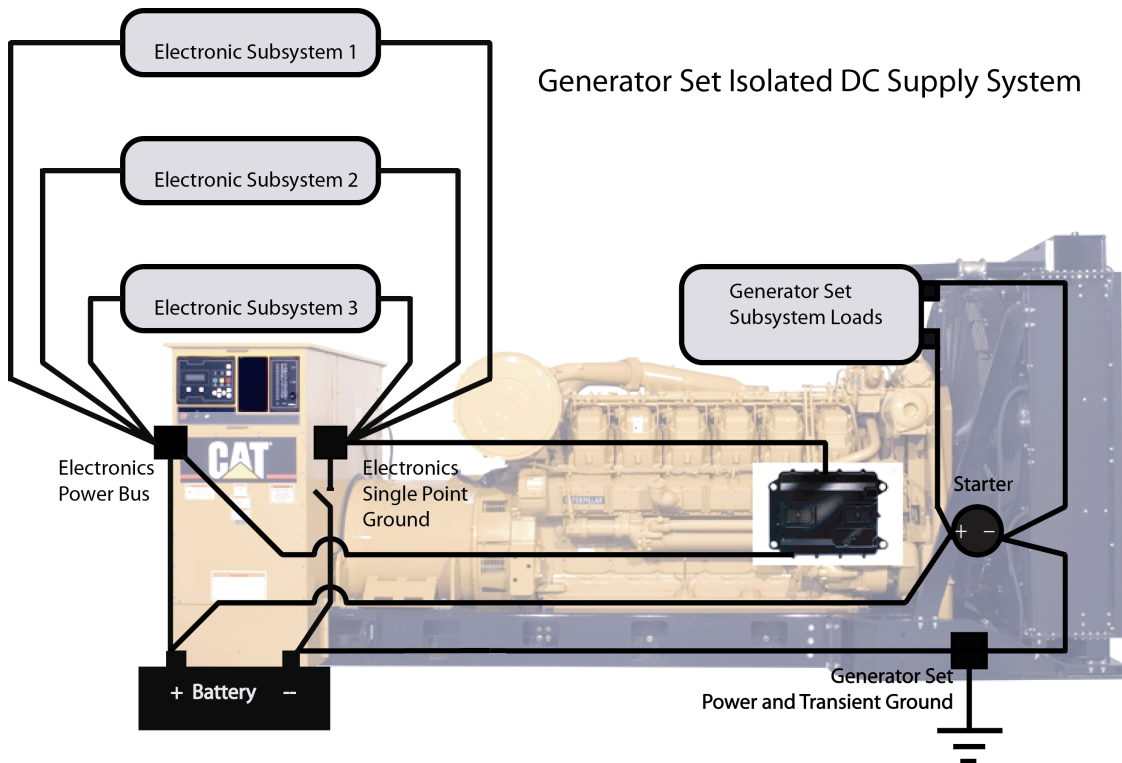 Electronic Subsystem 1
Generator Set Isolated DC Supply System
Electronic Subsystem 2
Electronic Subsystem 3
Generator Set
Subsystem Loads
CAT
Electronics
Power Bus
Electronics
Single Point
Ground
CATERPILLAR
Starter
+ −
+ Battery --
Generator Set
Power and Transient Ground